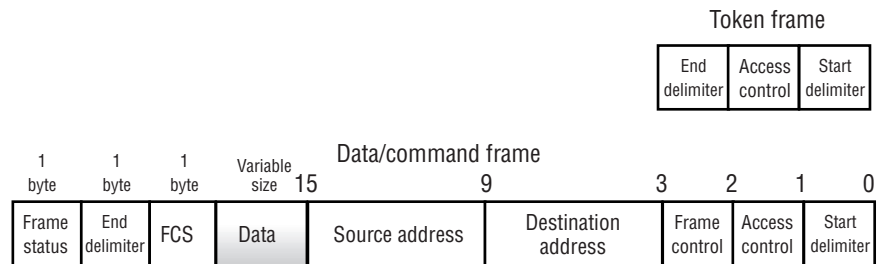 Token frame
End delimiter
Access control
Start delimiter
Data/command frame
1 byte
1 byte
1 byte
Variable size
15
9
3
2
1
0
Frame status
End delimiter
FCS
Data
Source address
Destination address
Frame control
Access control
Start delimiter